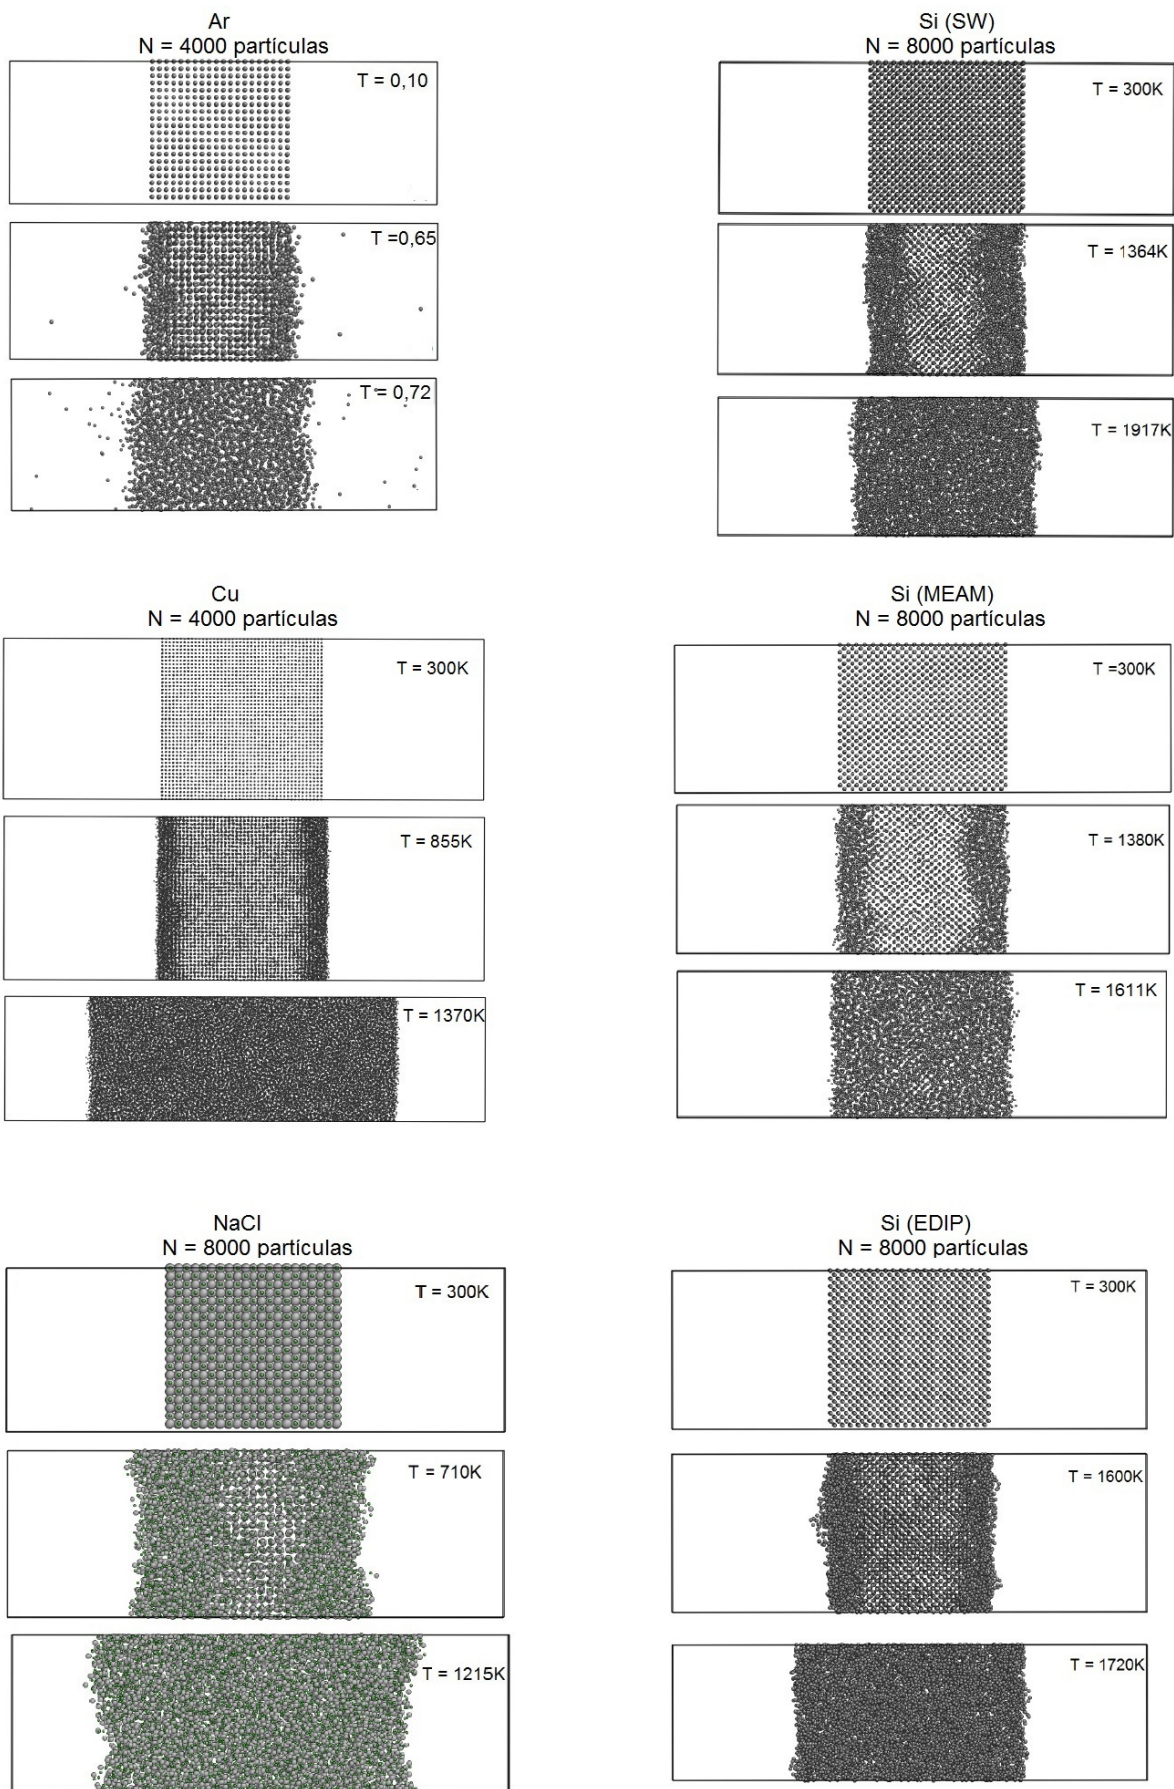 Ar
N = 4000 partículas
T = 0,10
T =0,65
T = 0,72
Si (SW)
N = 8000 partículas
T = 300K
T = 1364K
T = 1917K
Cu
N = 4000 partículas
T = 300K
T = 855K
T = 1370K
Si (MEAM)
N = 8000 partículas
T =300K
T = 1380K
T = 1611K
NaCl
N = 8000 partículas
T = 300K
T = 710K
T = 1215K
Si (EDIP)
N = 8000 partículas
T = 300K
T = 1600K
T = 1720K